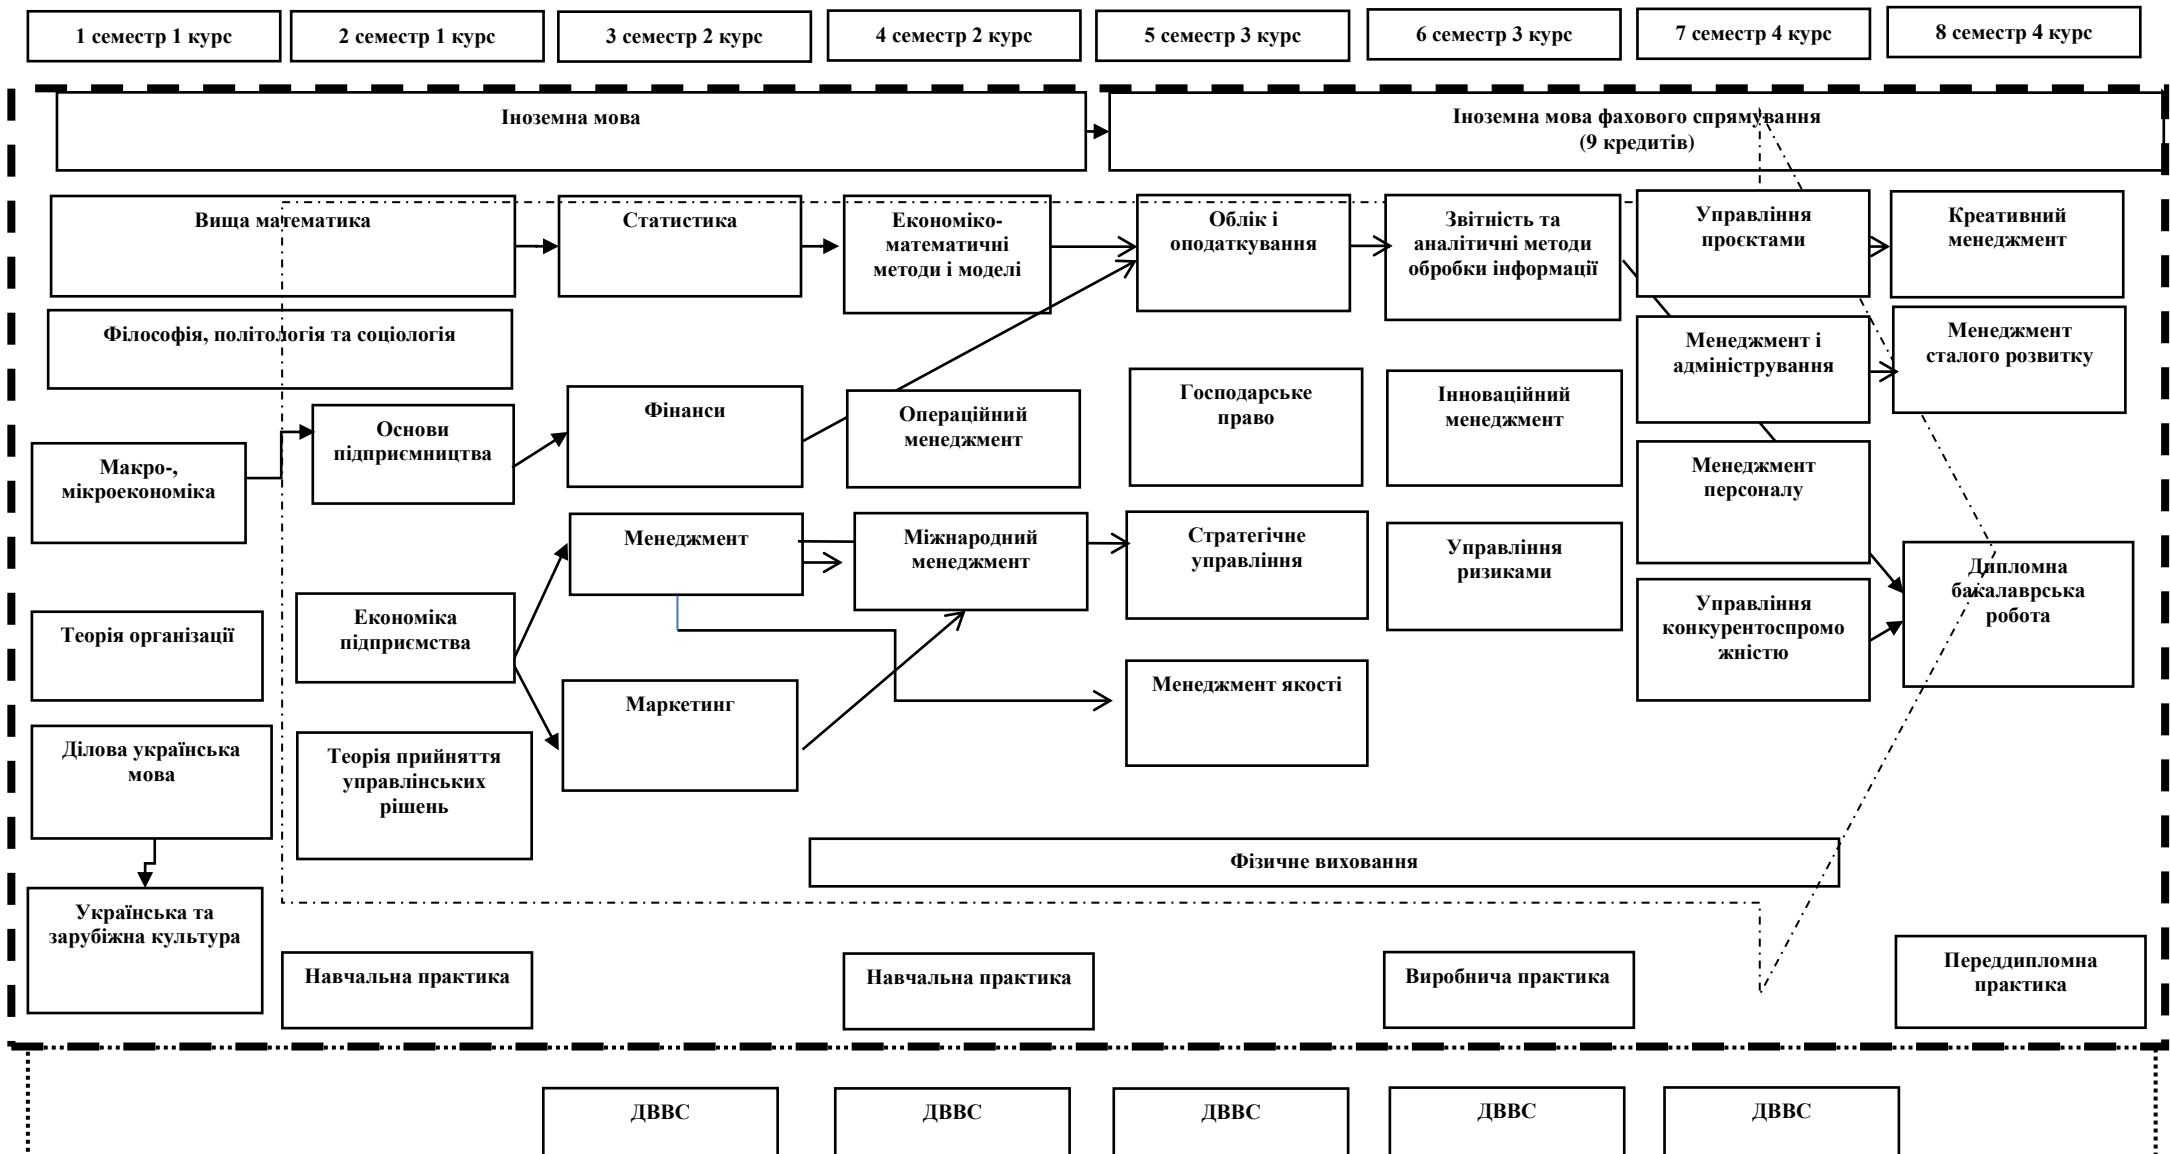 1 семестр 1 курс
2 семестр 1 курс
3 семестр 2 курс
4 семестр 2 курс
5 семестр 3 курс
6 семестр 3 курс
7 семестр 4 курс
8 семестр 4 курс
Іноземна мова
Іноземна мова фахового спрямування
(9 кредитів)
Вища математика
Статистика
Економіко-
математичні
методи і моделі
Облік і
оподаткування
Звітність та
аналітичні методи
обробки інформації
Управління
проєктами
Креативний
менеджмент
Філософія, політологія та соціологія
Менеджмент і
адміністрування
Менеджмент
сталого розвитку
Макро-,
мікроекономіка
Основи
підприємництва
Фінанси
Операційний
менеджмент
Господарське
право
Інноваційний
менеджмент
Менеджмент
персоналу
Теорія організації
Економіка
підприємства
Менеджмент
Міжнародний
менеджмент
Стратегічне
управління
Управління
ризиками
Управління
конкурентоспромо
жністю
Дипломна
бакалаврська
робота
Ділова українська
мова
Теорія прийняття
управлінських
рішень
Маркетинг
Менеджмент якості
Фізичне виховання
Українська та
зарубіжна культура
Навчальна практика
Навчальна практика
Виробнича практика
Переддипломна
практика
ДВВС
ДВВС
ДВВС
ДВВС
ДВВС